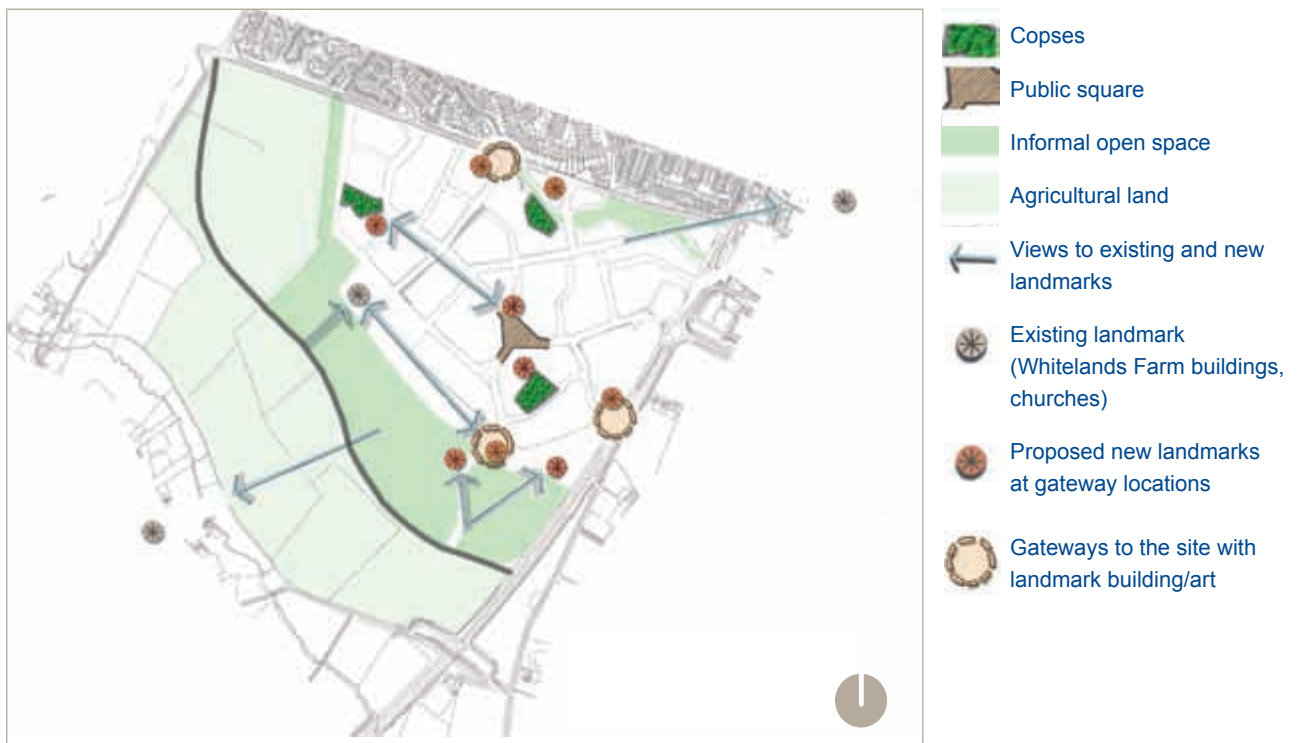 Copses
Public square
Informal open space
Agricultural land
Views to existing and new
landmarks
Existing landmark
(Whitelands Farm buildings,
churches)
Proposed new landmarks
at gateway locations
Gateways to the site with
landmark building/art